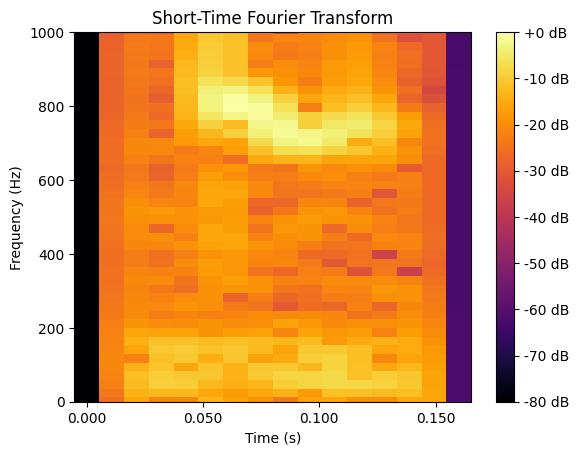 Short-Time Fourier Transform
1000
800
600
400
200
0
Frequency (Hz)
0.000
0.050
0.100
0.150
Time (s)
+0 dB
-10 dB
-20 dB
-30 dB
-40 dB
-50 dB
-60 dB
-70 dB
-80 dB